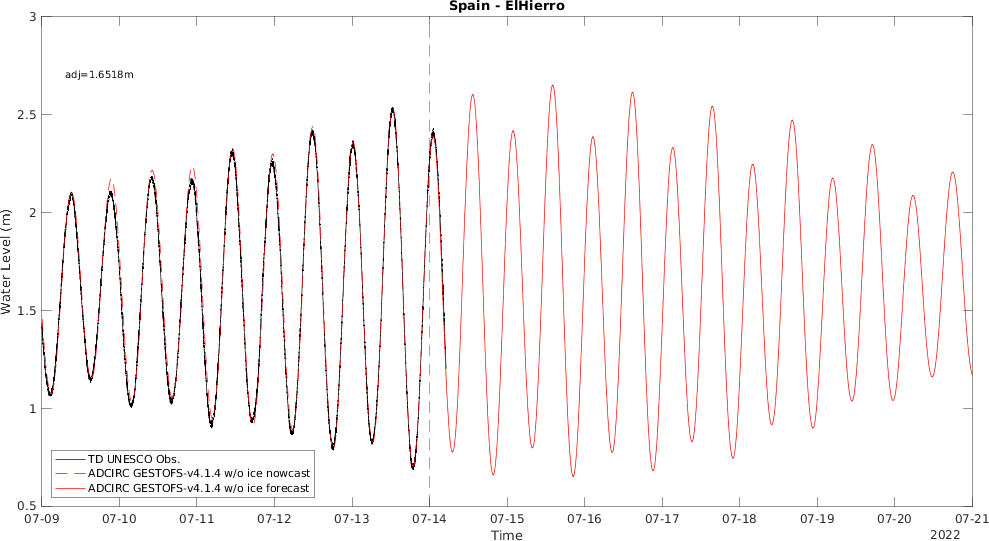 Spain - ElHierro
3
adj=1.6518m
2.5
2
Water Level (m)
1.5
1
TD UNESCO Obs.
ADCIRC GESTOFS-v4.1.4 w/o ice nowcast
ADCIRC GESTOFS-v4.1.4 w/o ice forecast
0.5
07-09 07-10 07-11 07-12 07-13 07-14 07-15 07-16 07-17 07-18 07-19 07-20 07-21
Time
2022